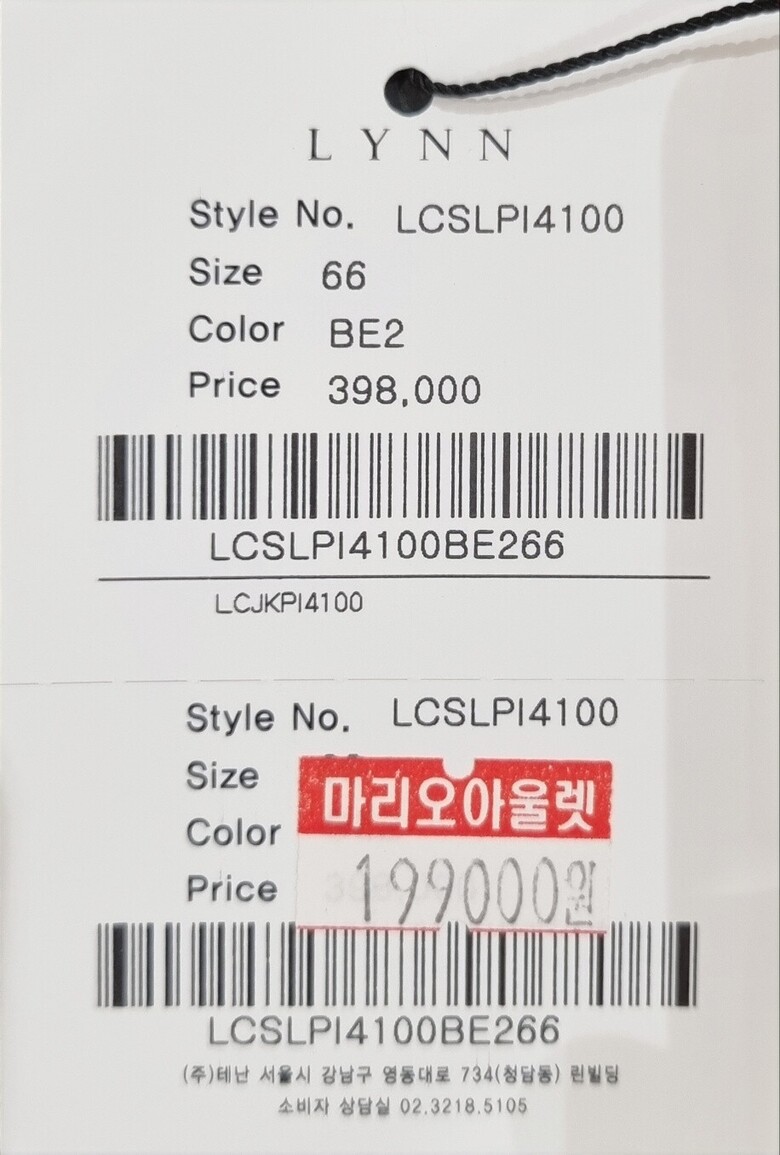 LYNN
Style No. LCSLPI4100
Size 66
Color BE2
Price 398,000
LCSLPI4100BE266
LCJKPI4100
Style No. LCSLPI4100
Size
마리오아울렛
Color
Price 199000원
LCSLPI4100BE266
(주)테난 서울시 강남구 영동대로 734(청담동) 린빌딩
소비자 상담실 02.3218.5105